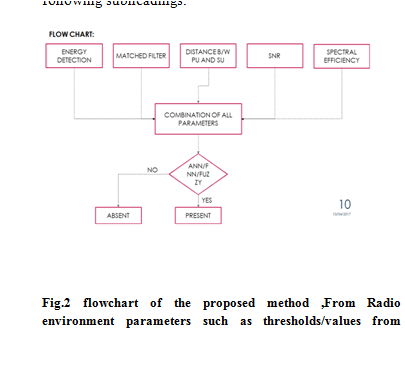 following subheadings:
FLOW CHART:
ENERGY
DETECTION
MATCHED FILTER
DISTANCE B/W
PU AND SU
SNR
SPECTRAL
EFFICIENCY
COMBINATION OF ALL
PARAMETERS
ANN/F
NN/FUZ
ZY
NO
YES
ABSENT
PRESENT
10
Fig.2 flowchart of the proposed method ,From Radio
environment parameters such as thresholds/values from